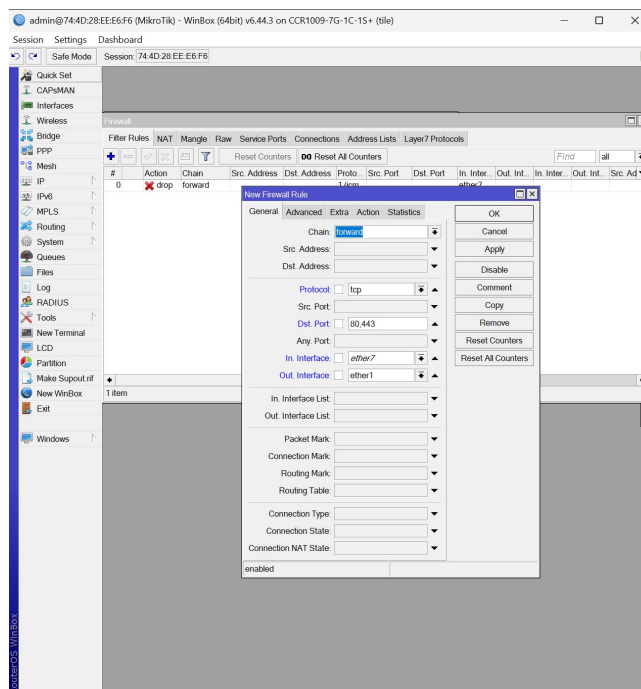 admin@74:4D:28:EE:E6:F6 (MikroTik) - WinBox (64bit) v6.44.3 on CCR1009-7G-1C-1S+ (tile)
Session Settings Dashboard
Safe Mode Session: 74:4D:28:EE:E6:F6
Quick Set
CAPsMAN
Interfaces
Wireless
Bridge
PPP
Mesh
IP
IPv6
MPLS
Routing
System
Queues
Files
Log
RADIUS
Tools
New Terminal
LCD
Partition
Make Supout.rif
New WinBox
Exit
Windows
outerOS WinBox
Firewall
Filter Rules NAT Mangle Raw Service Ports Connections Address Lists Layer7 Protocols
Reset Counters 00 Reset All Counters Find all
# Action Chain Src. Address Dst. Address Proto... Src. Port Dst. Port In. Inter... Out. Int... In. Inter... Out. Int... Src. Ad
0 drop forward 1 (icm... ether7
1 item
New Firewall Rule
General Advanced Extra Action Statistics
Chain: forward
Src. Address:
Dst. Address:
Protocol: tcp
Src. Port:
Dst. Port: 80,443
Any. Port:
In. Interface: ether7
Out. Interface: ether1
In. Interface List:
Out. Interface List:
Packet Mark:
Connection Mark:
Routing Mark:
Routing Table:
Connection Type:
Connection State:
Connection NAT State:
enabled
OK
Cancel
Apply
Disable
Comment
Copy
Remove
Reset Counters
Reset All Counters